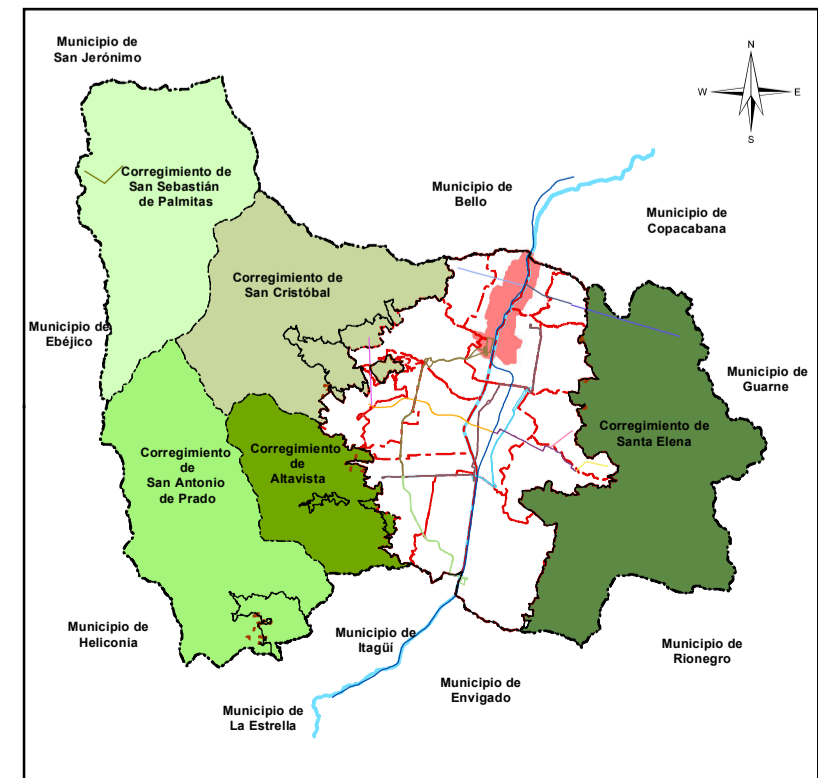 Municipio de
San Jerónimo
N
W
E
S
Corregimiento de
San Sebastián
de Palmitas
Municipio de
Bello
Municipio de
Copacabana
Corregimiento de
San Cristóbal
Municipio de
Ebéjico
Municipio de
Guarne
Corregimiento
de
San Antonio
de Prado
Corregimiento
de
Altavista
Corregimiento de
Santa Elena
Municipio de
Heliconia
Municipio de
Itagüí
Municipio de
Rionegro
Municipio de
Envigado
Municipio de
La Estrella